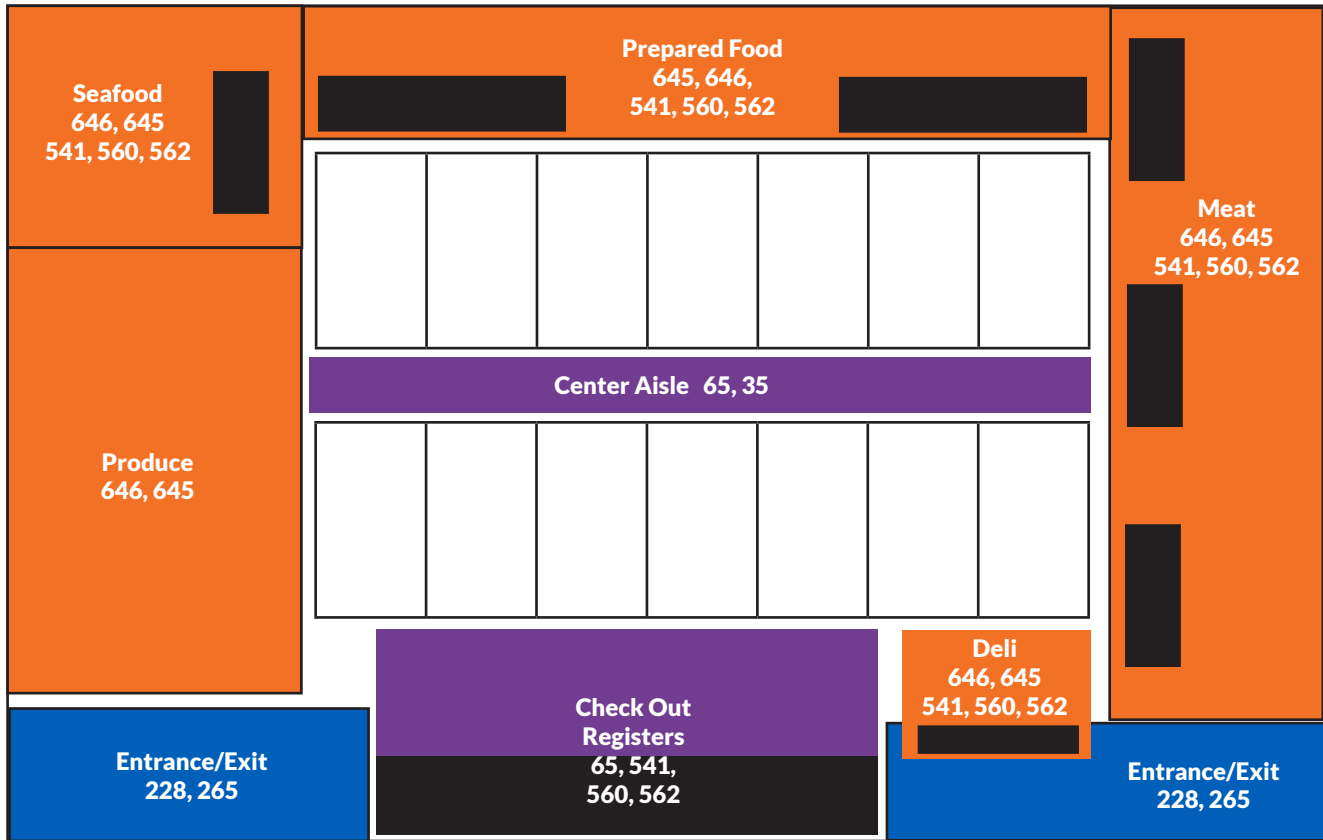 Prepared Food
645, 646,
541, 560, 562
Seafood
646, 645
541, 560, 562
Meat
646, 645
541, 560, 562
Center Aisle 65, 35
Produce
646, 645
Deli
646, 645
541, 560, 562
Check Out
Registers
65, 541,
560, 562
Entrance/Exit
228, 265
Entrance/Exit
228, 265